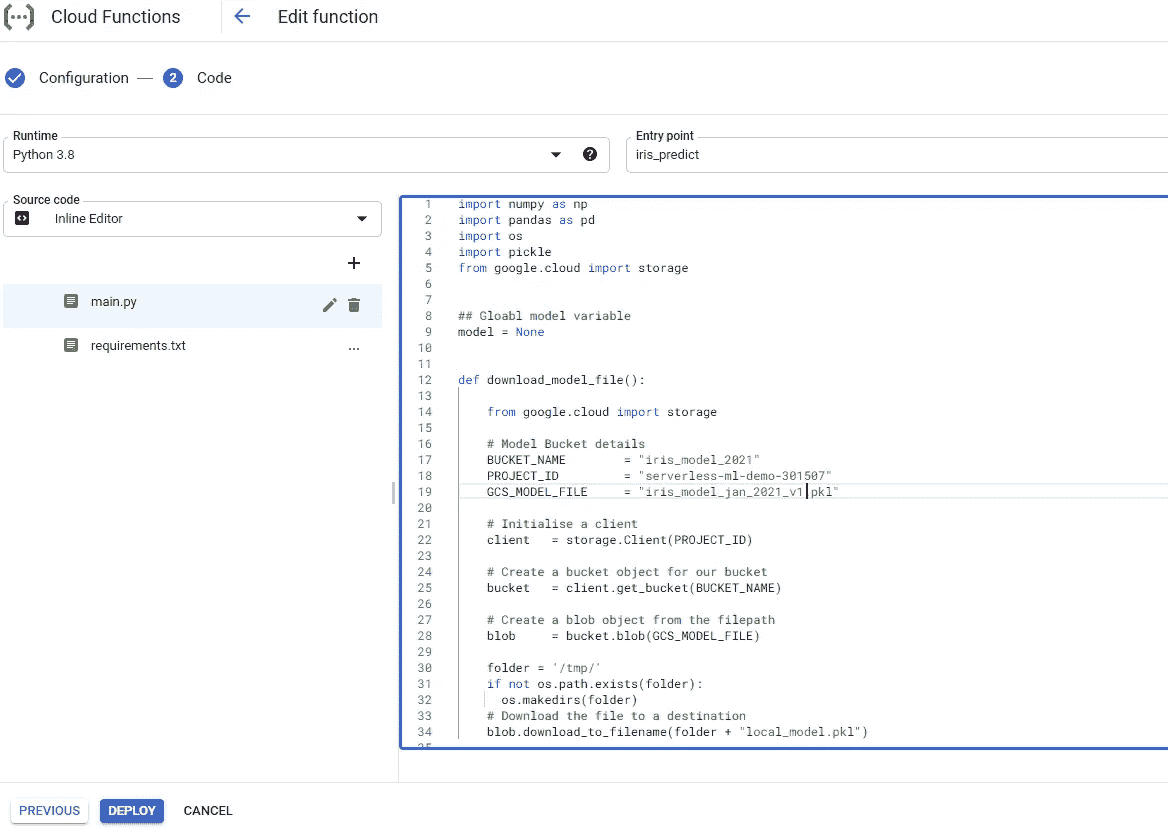 Cloud Functions
Edit function
Configuration — 2 Code
Runtime
Python 3.8
Entry point
iris_predict
Source code
Inline Editor
main.py
requirements.txt
1 import numpy as np
2 import pandas as pd
3 import os
4 import pickle
5 from google.cloud import storage
6
7
8 ## Gloabl model variable
9 model = None
10
11
12 def download_model_file():
13
14 from google.cloud import storage
15
16 # Model Bucket details
17 BUCKET_NAME        = "iris_model_2021"
18 PROJECT_ID         = "serverless-ml-demo-301507"
19 GCS_MODEL_FILE     = "iris_model_jan_2021_v1.pkl"
20
21 # Initialise a client
22 client   = storage.Client(PROJECT_ID)
23
24 # Create a bucket object for our bucket
25 bucket   = client.get_bucket(BUCKET_NAME)
26
27 # Create a blob object from the filepath
28 blob     = bucket.blob(GCS_MODEL_FILE)
29
30 folder = '/tmp/'
31 if not os.path.exists(folder):
32 os.makedirs(folder)
33 # Download the file to a destination
34 blob.download_to_filename(folder + "local_model.pkl")
35
PREVIOUS
DEPLOY
CANCEL